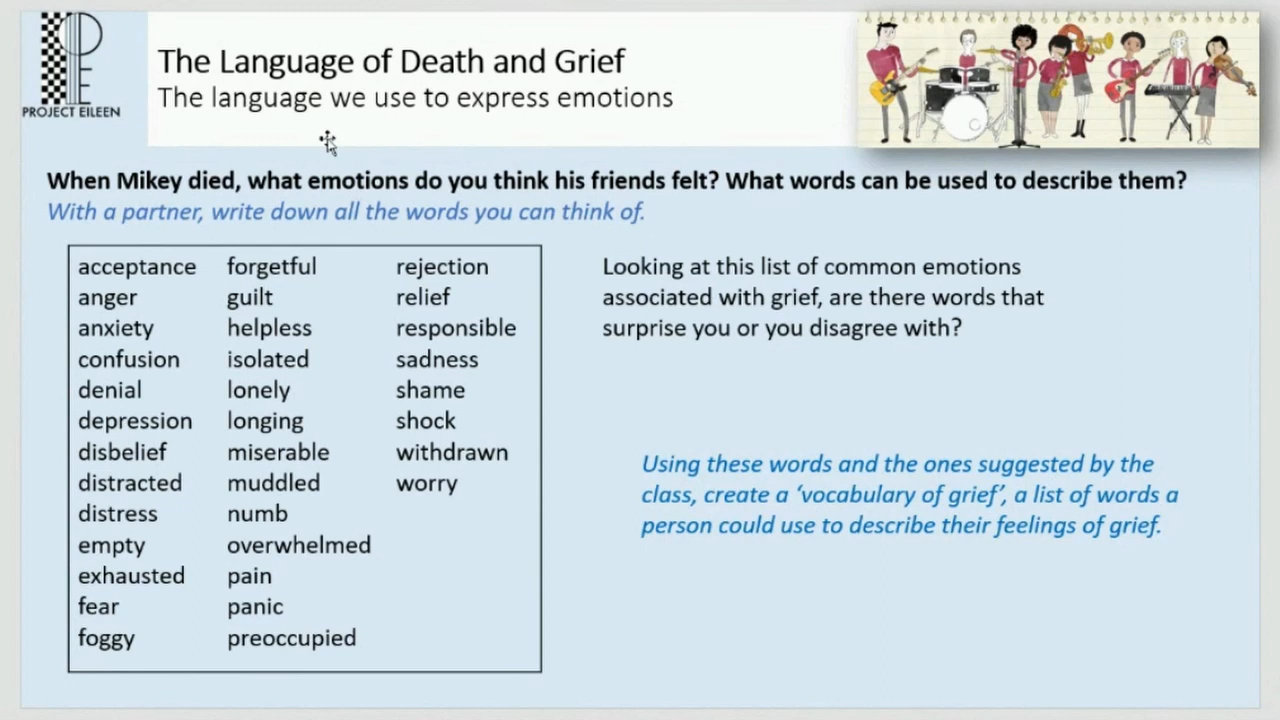 PROJECT EILEEN
The Language of Death and Grief
The language we use to express emotions
When Mikey died, what emotions do you think his friends felt? What words can be used to describe them?
With a partner, write down all the words you can think of.
acceptance
anger
anxiety
confusion
denial
depression
disbelief
distracted
distress
empty
exhausted
fear
foggy
forgetful
guilt
helpless
isolated
lonely
longing
miserable
muddled
numb
overwhelmed
pain
panic
preoccupied
rejection
relief
responsible
sadness
shame
shock
withdrawn
worry
Looking at this list of common emotions
associated with grief, are there words that
surprise you or you disagree with?
Using these words and the ones suggested by the
class, create a ‘vocabulary of grief’, a list of words a
person could use to describe their feelings of grief.